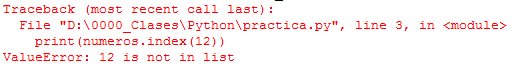 Traceback (most recent call last):
  File "D:\0000_Clases\Python\practica.py", line 3, in <module>
    print(numeros.index(12))
ValueError: 12 is not in list